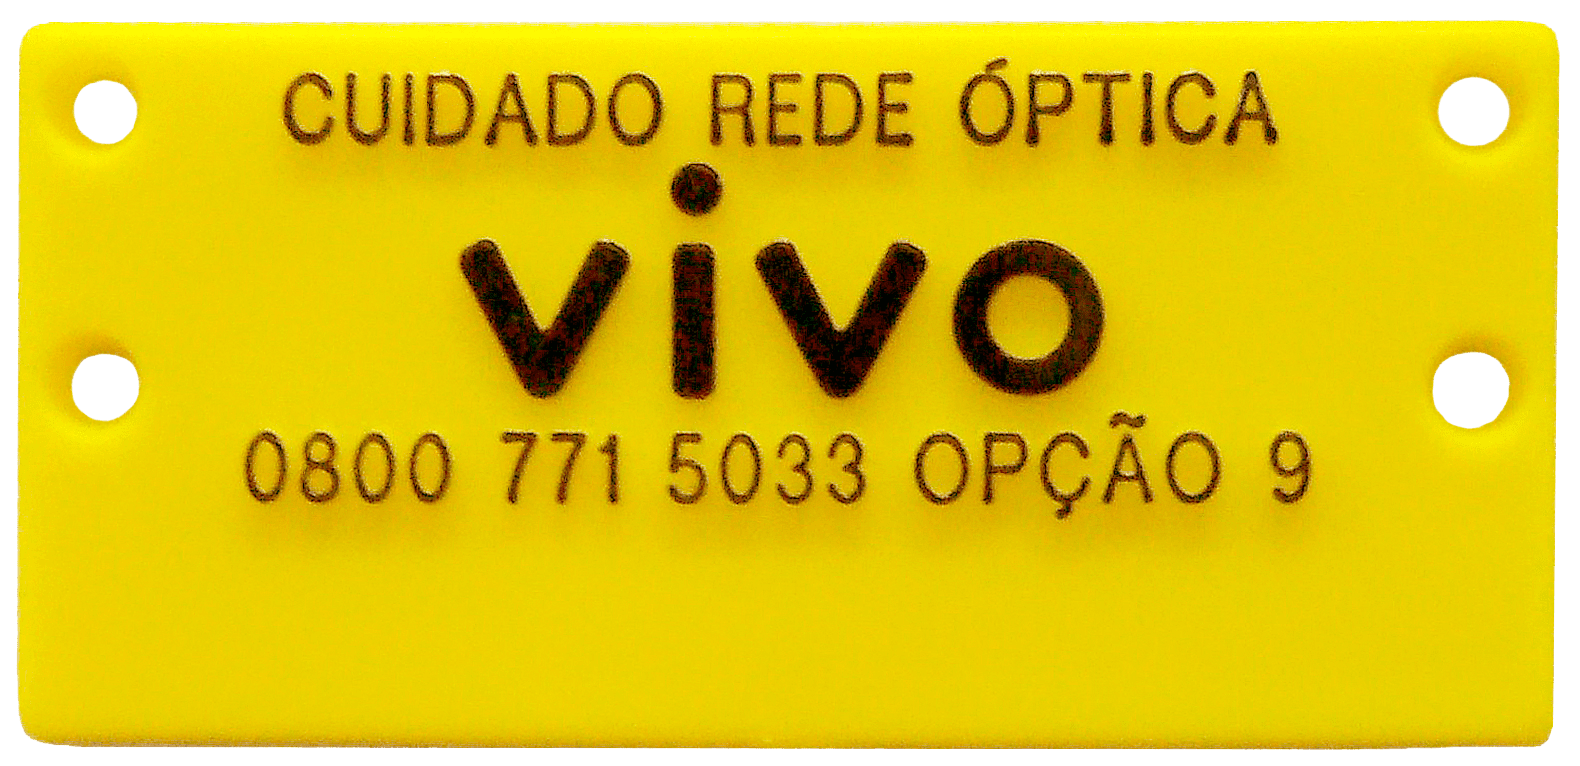 CUIDADO REDE ÓPTICA
vivo
0800 771 5033 OPÇÃO 9